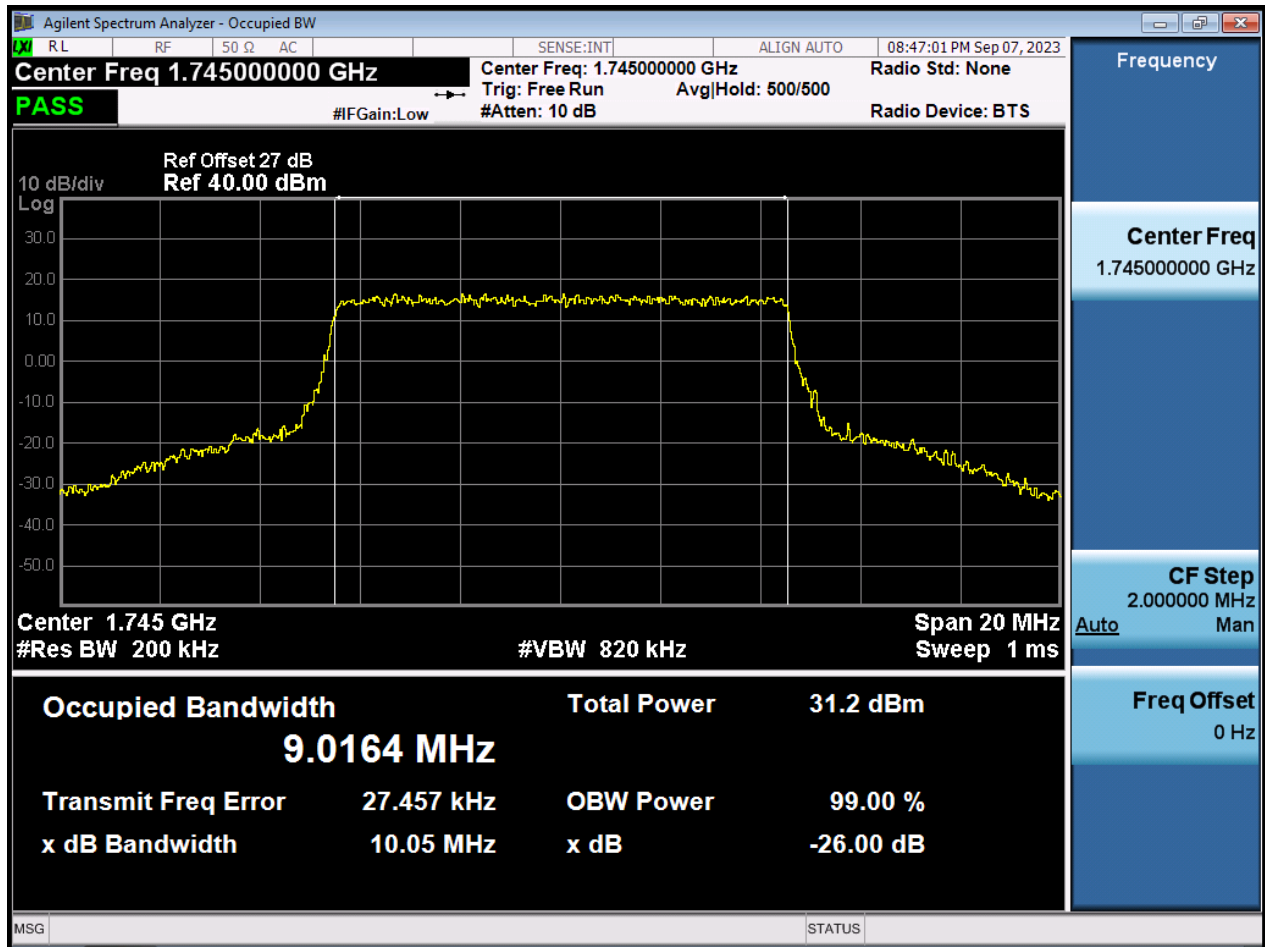 Agilent Spectrum Analyzer - Occupied BW
LXI RL RF 50 Ω AC SENSE:INT ALIGN AUTO 08:47:01 PM Sep 07, 2023
Center Freq 1.745000000 GHz
Center Freq: 1.745000000 GHz
Radio Std: None
Trig: Free Run Avg|Hold: 500/500
PASS
#IFGain:Low
#Atten: 10 dB
Radio Device: BTS
Ref Offset 27 dB
10 dB/div Ref 40.00 dBm
Log
30.0
20.0
10.0
0.00
-10.0
-20.0
-30.0
-40.0
-50.0
Center 1.745 GHz Span 20 MHz
#Res BW 200 kHz #VBW 820 kHz Sweep 1 ms
Occupied Bandwidth Total Power 31.2 dBm
9.0164 MHz
Transmit Freq Error 27.457 kHz OBW Power 99.00 %
x dB Bandwidth 10.05 MHz x dB -26.00 dB
MSG STATUS
Frequency
Center Freq
1.745000000 GHz
CF Step
2.000000 MHz
Auto Man
Freq Offset
0 Hz